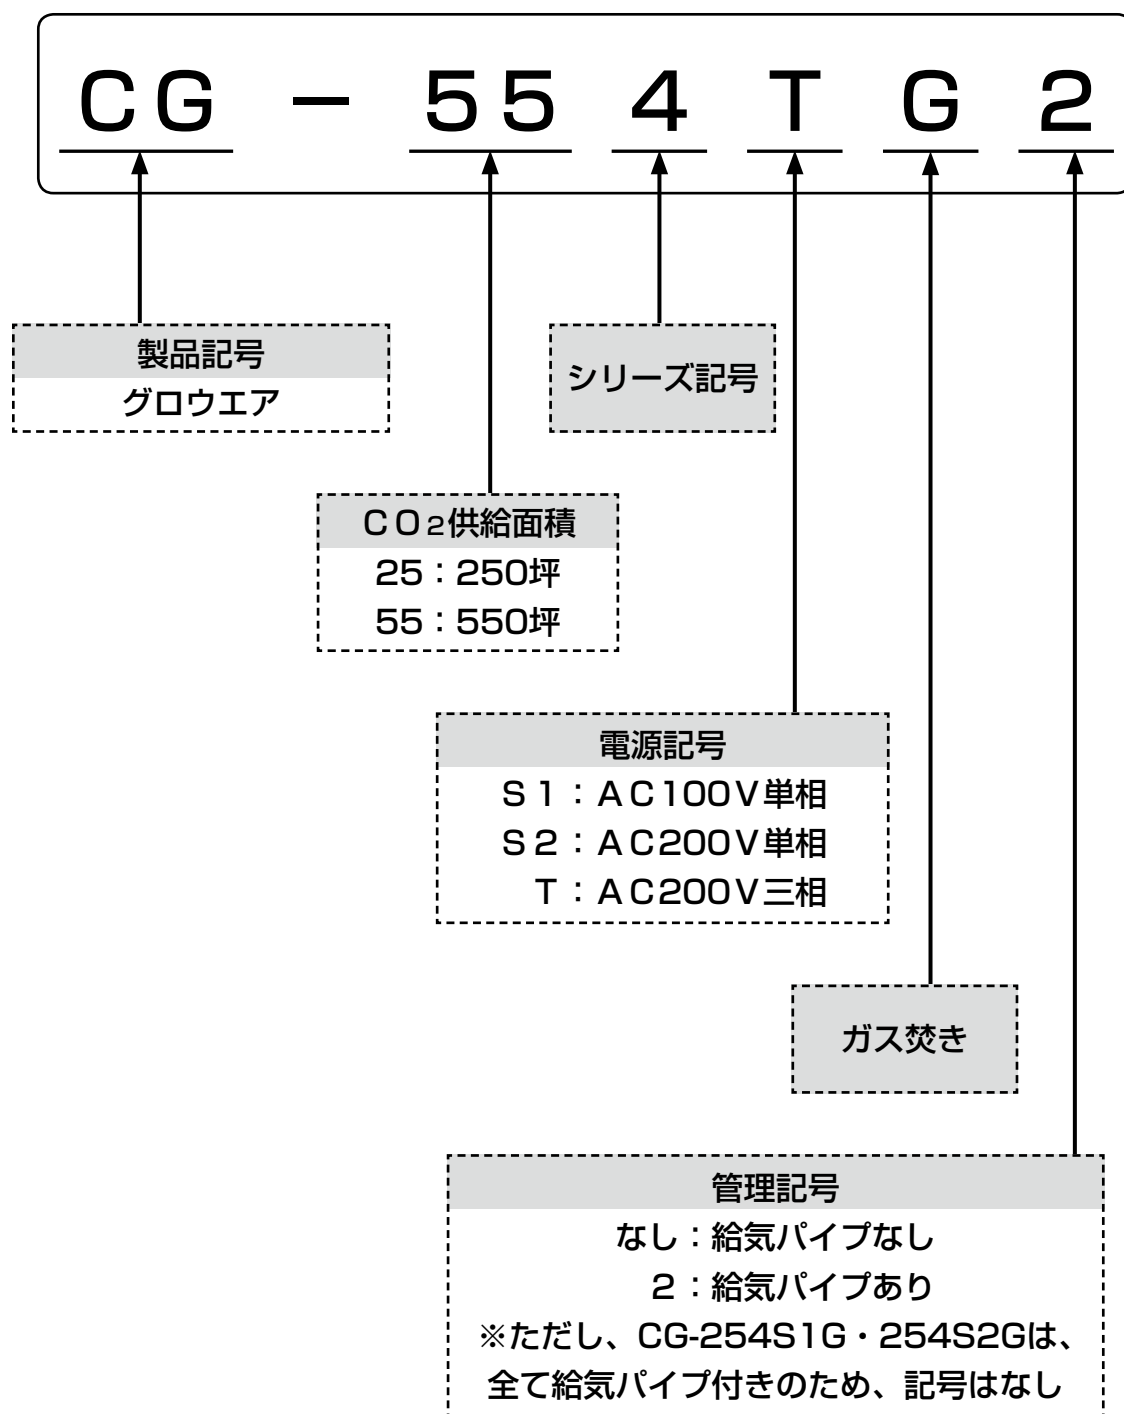 CG－554TG2
製品記号
グロウエア
シリーズ記号
CO₂供給面積
25：250坪
55：550坪
電源記号
S1：AC100V単相
S2：AC200V単相
T：AC200V三相
ガス焚き
管理記号
なし：給気パイプなし
2：給気パイプあり
※ただし、CG-254S1G・254S2Gは、
全て給気パイプ付きのため、記号はなし